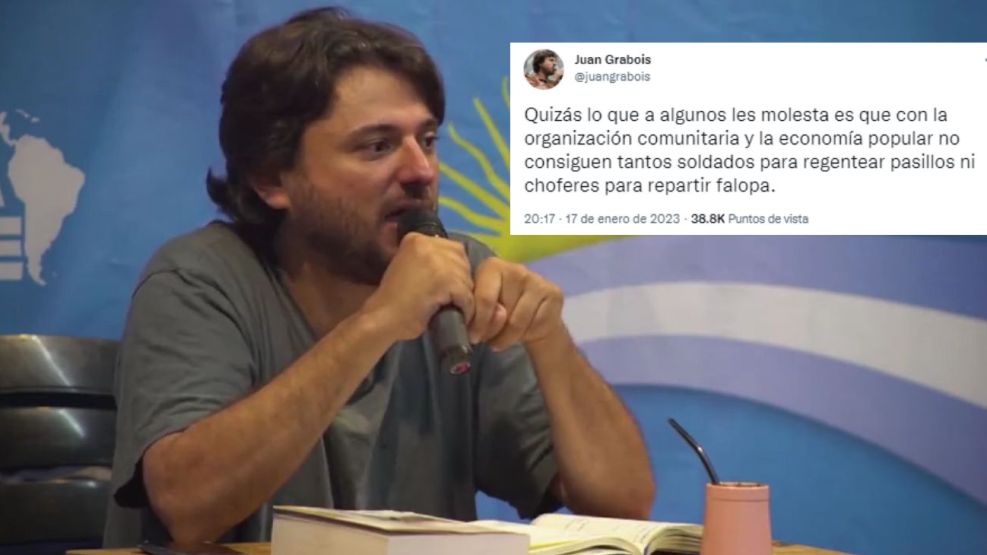 Juan Grabois
@juangrabois
Quizás lo que a algunos les molesta es que con la
organización comunitaria y la economía popular no
consiguen tantos soldados para regentear pasillos ni
choferes para repartir falopa.
20:17 · 17 de enero de 2023 · 38.8K Puntos de vista